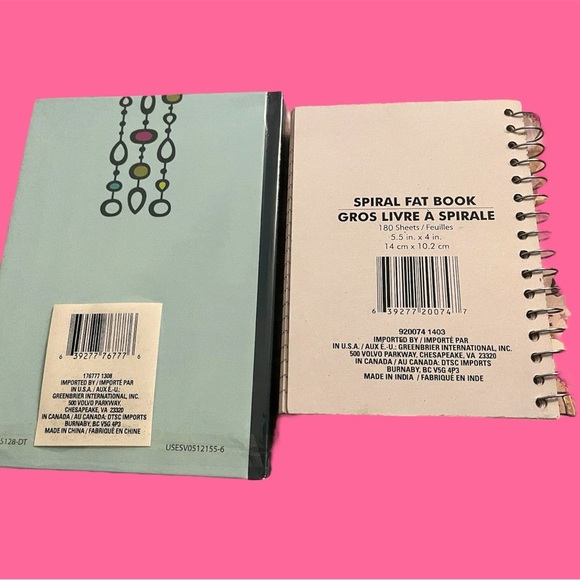 6 39277 76777 6
176777 1308
IMPORTED BY / IMPORTÉ PAR
IN U.S.A. / AUX É.-U.:
GREENBRIER INTERNATIONAL, INC.
500 VOLVO PARKWAY,
CHESAPEAKE, VA 23320
IN CANADA / AU CANADA: DTSC IMPORTS
BURNABY, BC V5G 4P3
MADE IN CHINA / FABRIQUÉ EN CHINE
5128-DT
USESV0512155-6
SPIRAL FAT BOOK
GROS LIVRE À SPIRALE
180 Sheets / Feuilles
5.5 in. x 4 in.
14 cm x 10.2 cm
6 39277 20074 7
920074 1403
IMPORTED BY / IMPORTÉ PAR
IN U.S.A. / AUX É.-U.: GREENBRIER INTERNATIONAL, INC.
500 VOLVO PARKWAY, CHESAPEAKE, VA 23320
IN CANADA / AU CANADA: DTSC IMPORTS
BURNABY, BC V5G 4P3
MADE IN INDIA / FABRIQUÉ EN INDE